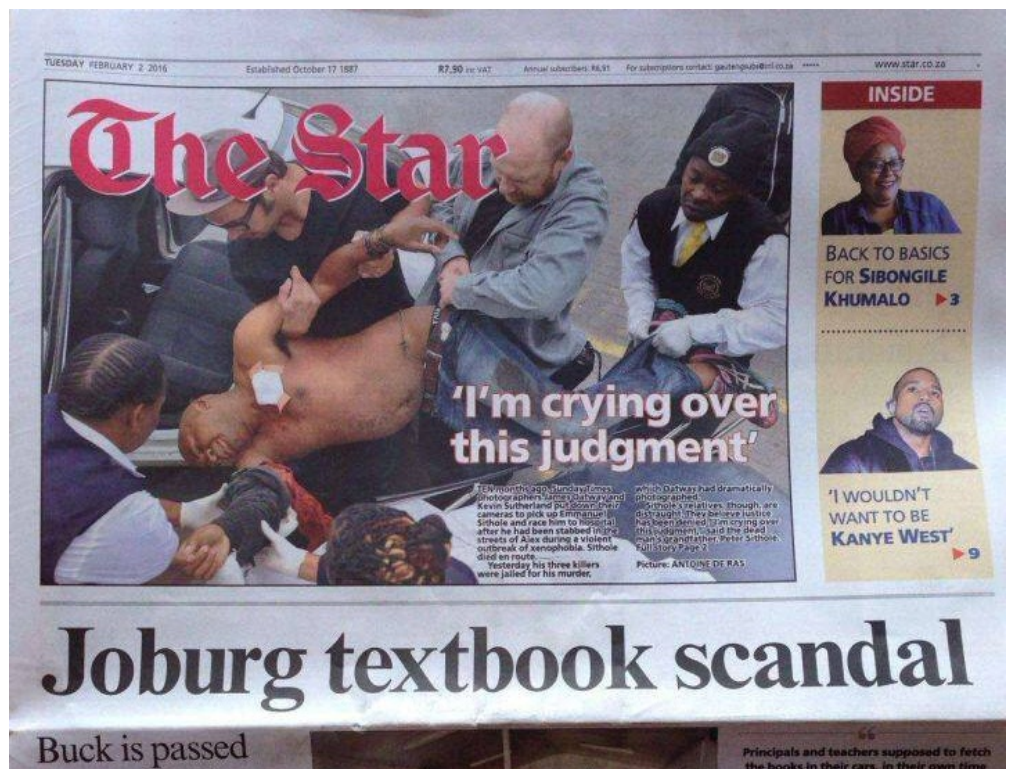 TUESDAY FEBRUARY 2 2016
Established October 17 1887
R7,90 inc VAT
Annual subscribers: R6,91
For subscriptions contact:
www.star.co.za
The Star
INSIDE
BACK TO BASICS
FOR SIBONGILE
KHUMALO ▶3
'I WOULDN'T
WANT TO BE
KANYE WEST'
▶9
'I'm crying over
this judgment'
TEN months ago, Sunday Times
photographers James Oatway and
Kevin Sutherland put down their
cameras to pick up Emmanuel
Sithole and race him to hospital
after he had been stabbed in the
streets of Alex during a violent
outbreak of xenophobia. Sithole
died en route.
Yesterday his three killers
were jailed for his murder,
which Oatway had dramatically
photographed.
Sithole's relatives, though, are
distraught. They believe justice
has been denied. "I'm crying over
this judgment," said the dead
man's grandfather, Peter Sithole.
Full story Page 2
Picture: ANTOINE DE RAS
Joburg textbook scandal
Buck is passed
“
Principals and teachers supposed to fetch
the books in their cars, in their own time